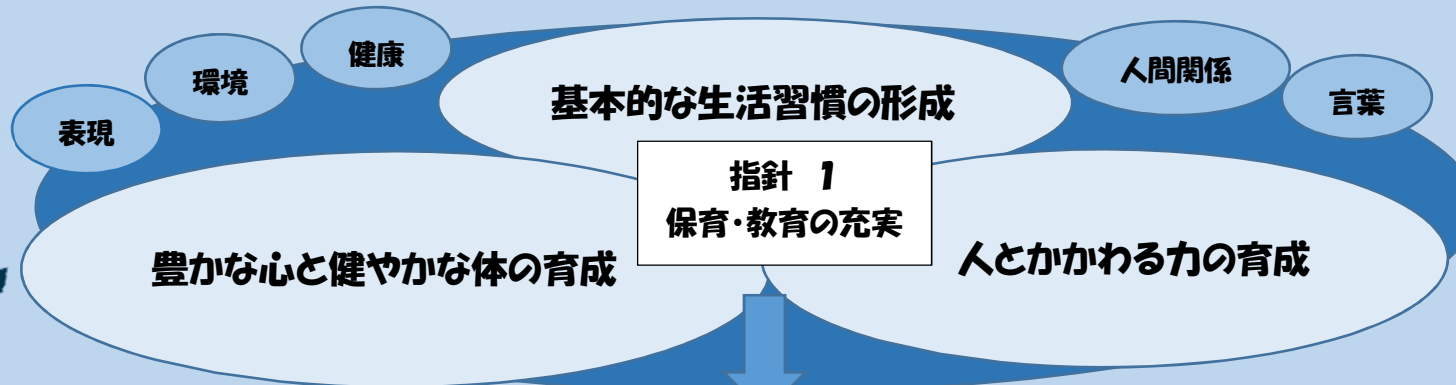 健康
人間関係
環境
言葉
表現
基本的な生活習慣の形成
指針 1
保育・教育の充実
豊かな心と健やかな体の育成
人とかかわる力の育成